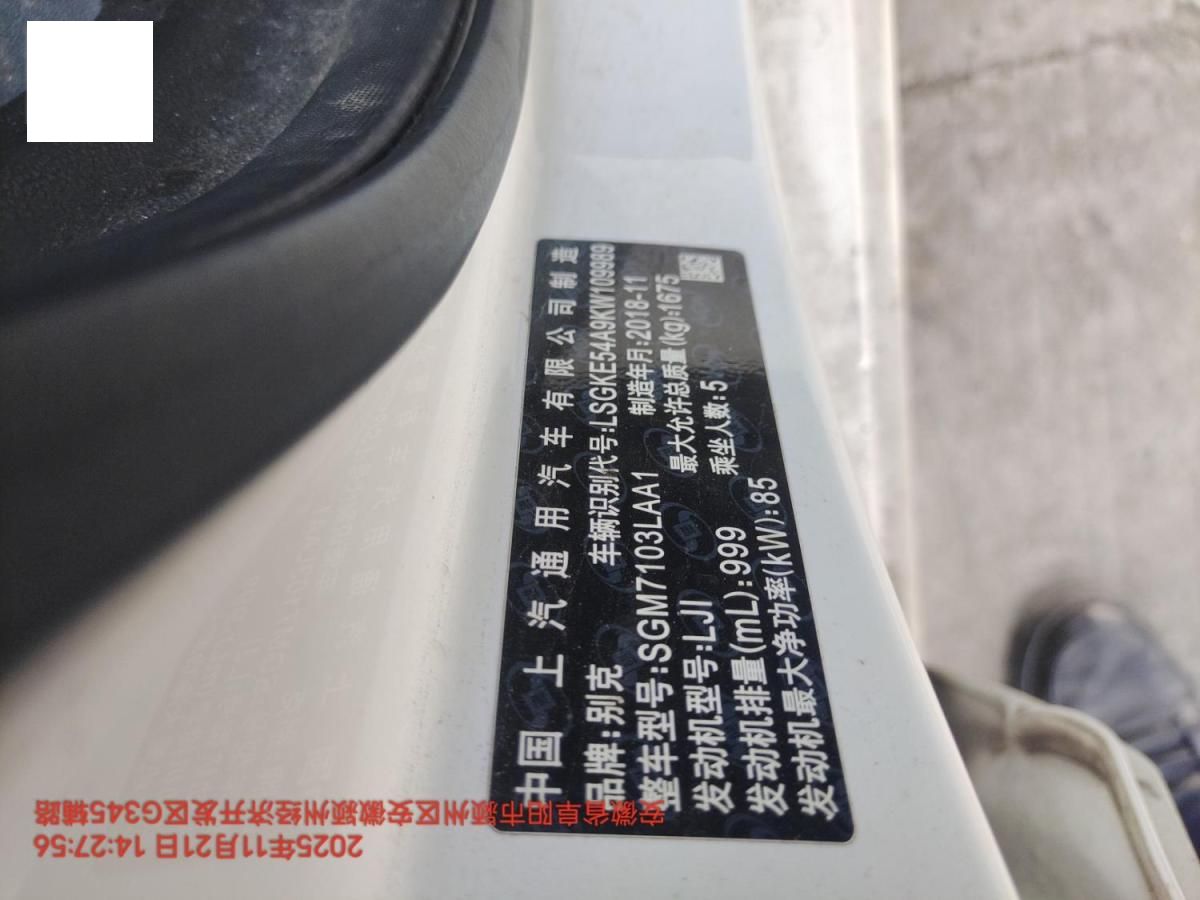 中国上汽通用汽车有限公司制造
品牌:别克 车辆识别代号:LSGKE54A9KW109989
整车型号:SGM7103LAA1 制造年月:2018-11
发动机型号:LJI 最大允许总质量(kg):1675
发动机排量(mL):999 乘坐人数:5
发动机最大净功率(kW):85
2025年11月21日 14:27:56
安徽省阜阳市颍州区安徽颍州经济开发区G345辅路